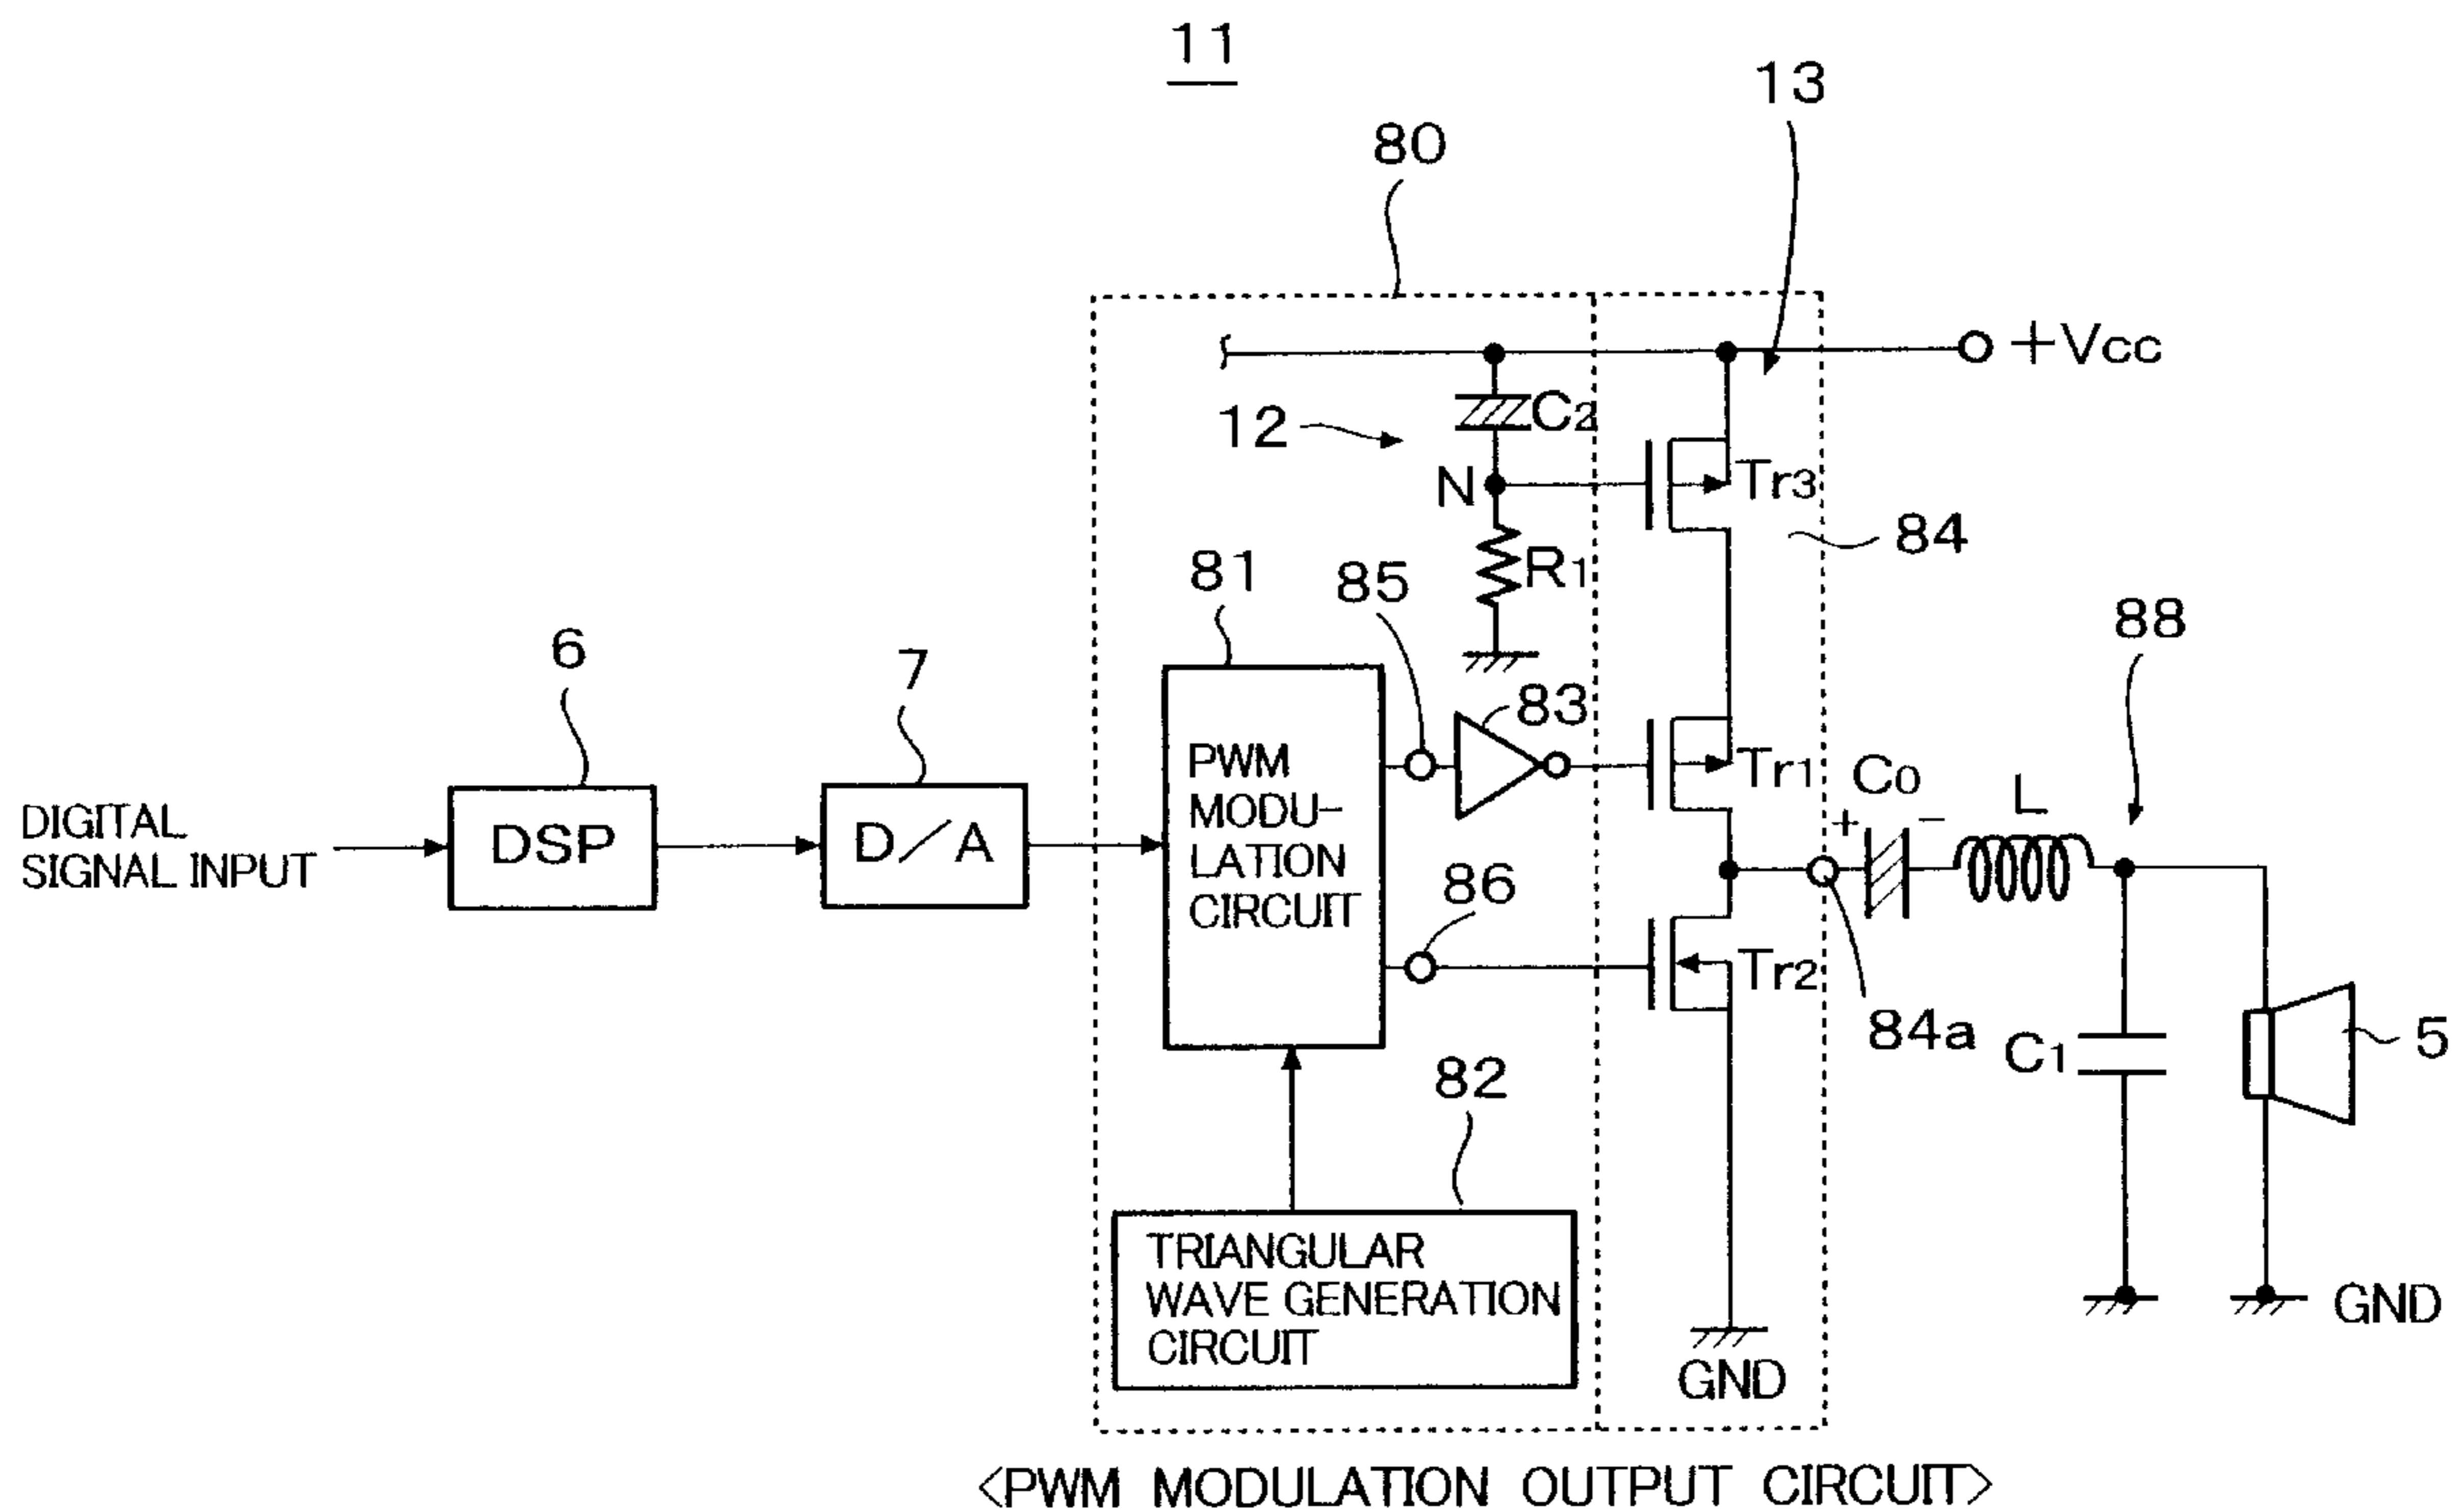 11
13
80
+Vcc
12
C2
N
Tr3
84
R1
81
85
88
6
7
83
PWM
MODU-
LATION
CIRCUIT
Tr1
C0
L
+ -
DIGITAL
SIGNAL INPUT
DSP
D/A
86
Tr2
84a
C1
5
82
TRIANGULAR
WAVE GENERATION
CIRCUIT
GND
GND
<PWM MODULATION OUTPUT CIRCUIT>